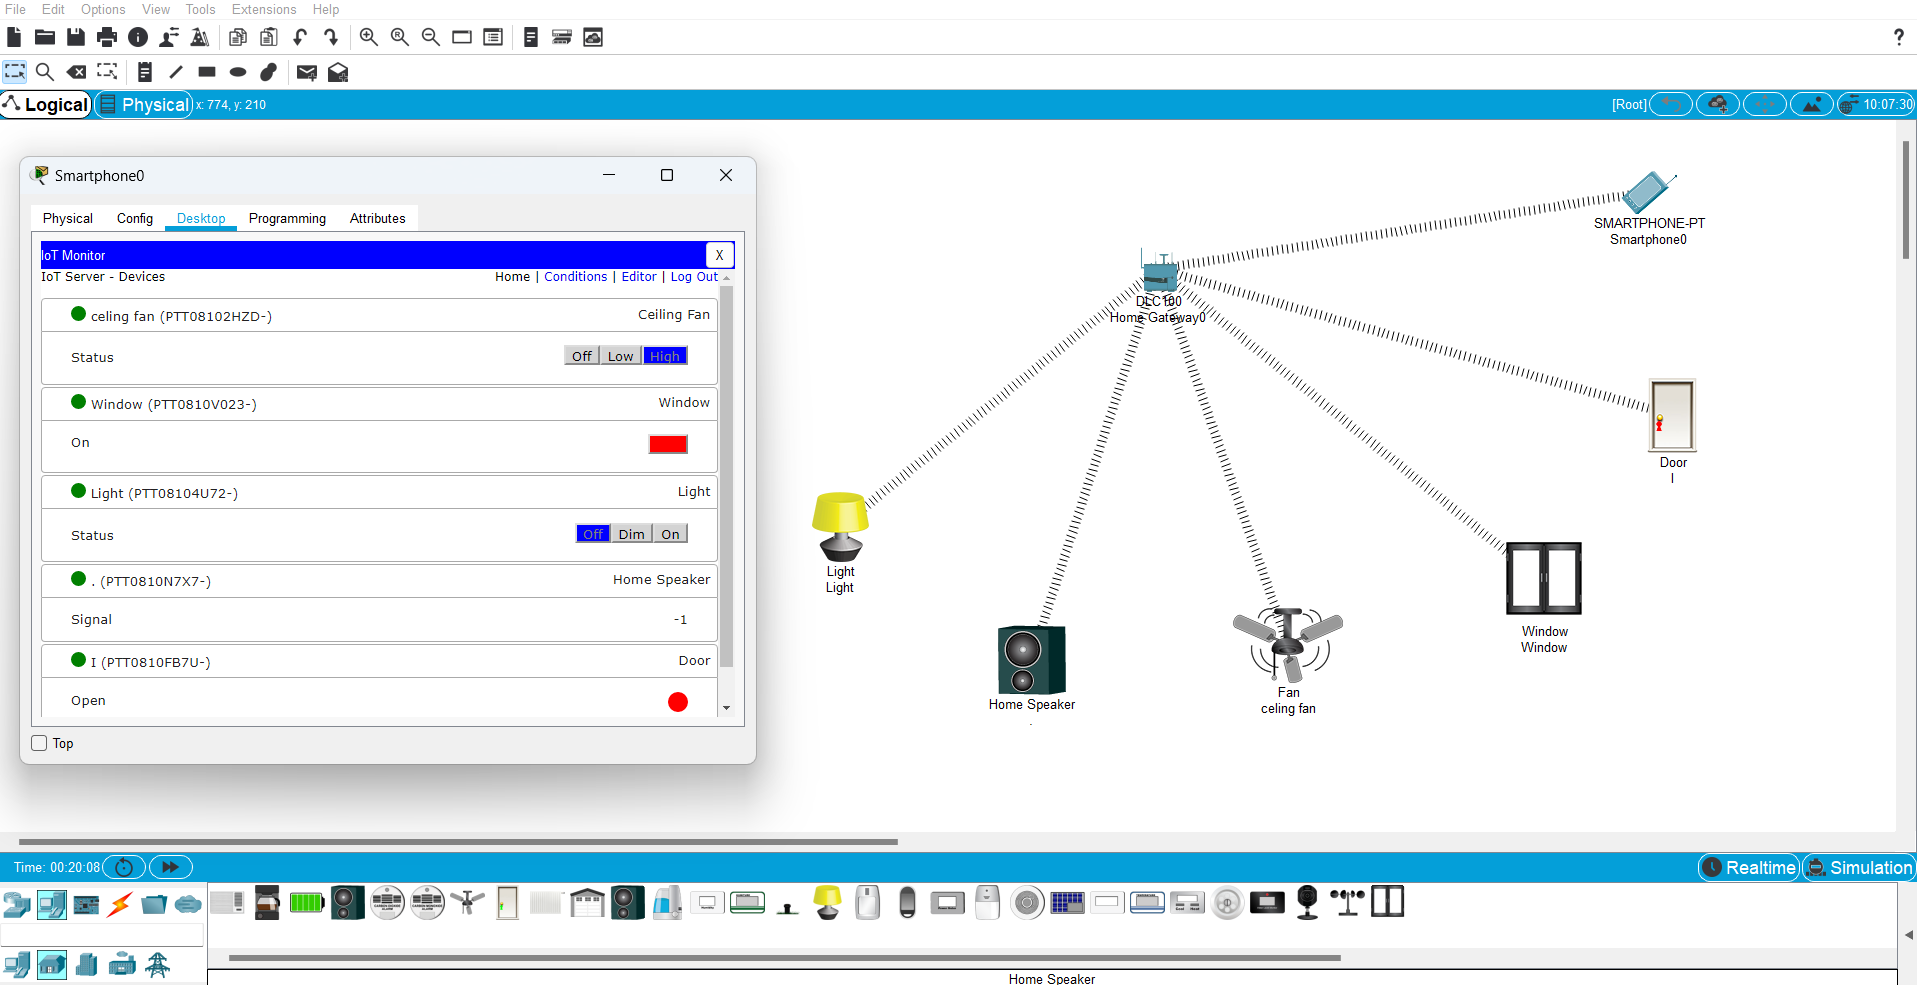 File Edit Options View Tools Extensions Help
?
Logical Physical x: 774, y: 210 [Root] 10:07:30
Smartphone0
Physical Config Desktop Programming Attributes
IoT Monitor X
IoT Server - Devices Home | Conditions | Editor | Log Out
celing fan (PTT08102HZD-) Ceiling Fan
Status Off Low High
Window (PTT0810V023-) Window
On
Light (PTT08104U72-) Light
Status Off Dim On
. (PTT0810N7X7-) Home Speaker
Signal -1
I (PTT0810FB7U-) Door
Open
Top
SMARTPHONE-PT
Smartphone0
DLC100
Home Gateway0
Door
I
Light
Light
Window
Window
Home Speaker
.
Fan
celing fan
Time: 00:20:08 Realtime Simulation
Home Speaker